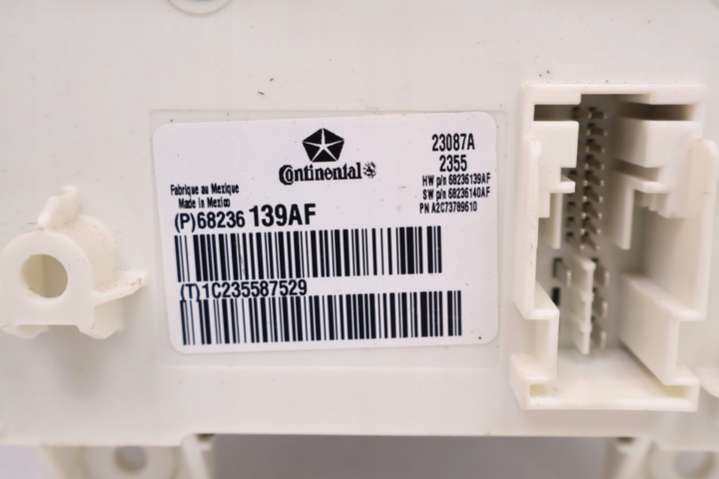 Continental
Fabrique au Mexique
Made in Mexico
(P)68236 139AF
(T)1C235587529
23087A
2355
HW p/n 68236139AF
SW p/n 68236140AF
PN A2C73789610